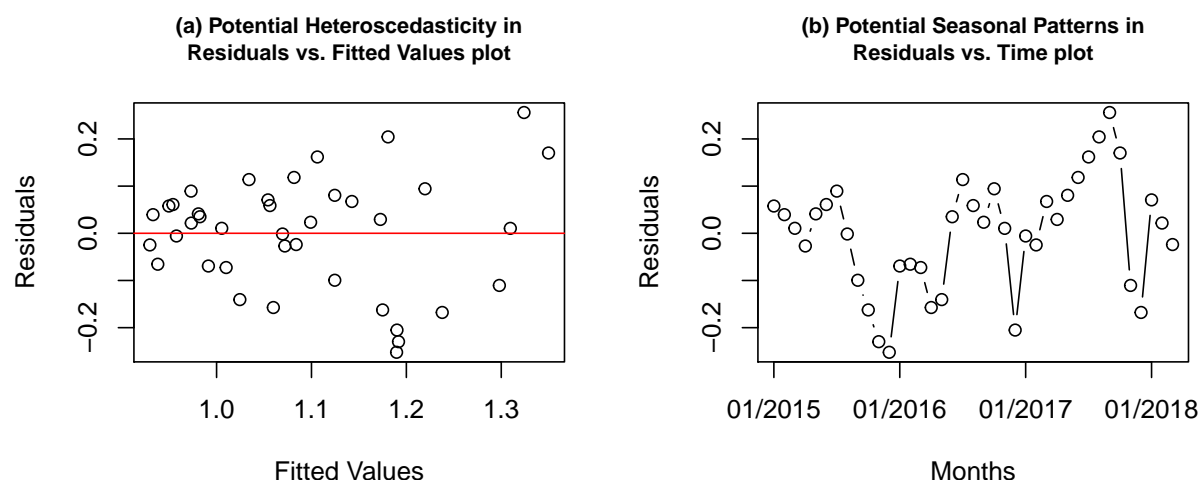 (a) Potential Heteroscedasticity in
Residuals vs. Fitted Values plot
Residuals
0.2
0.0
−0.2
1.0 1.1 1.2 1.3
Fitted Values
(b) Potential Seasonal Patterns in
Residuals vs. Time plot
Residuals
0.2
0.0
−0.2
01/2015 01/2016 01/2017 01/2018
Months